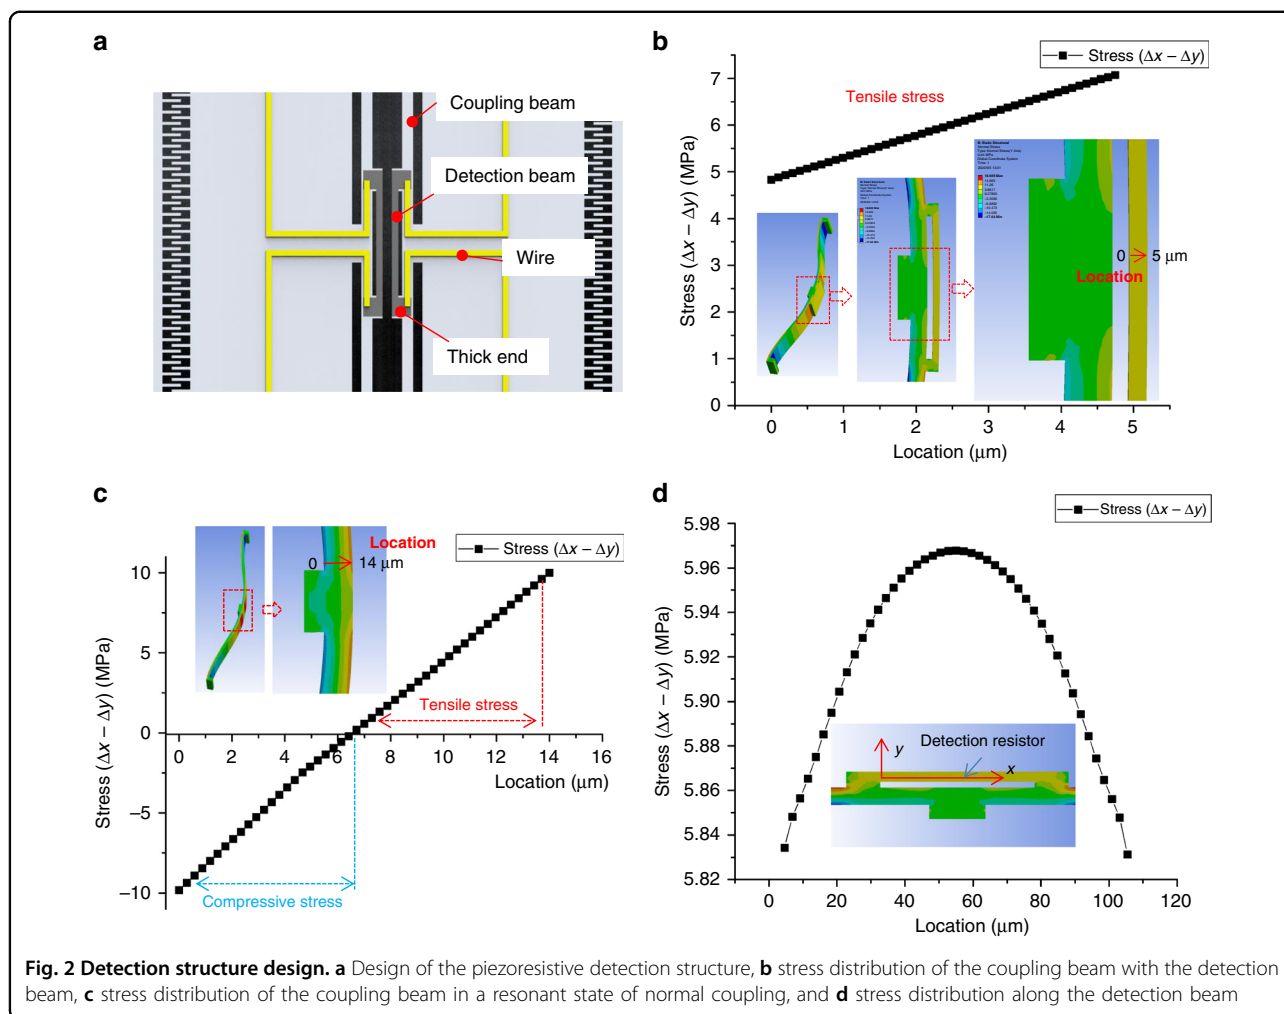 a
Coupling beam
Detection beam
Wire
Thick end
b
Stress (Δx – Δy)
Tensile stress
Stress (Δx – Δy) (MPa)
7
6
5
4
3
2
1
0
0 1 2 3 4 5
Location (μm)
0 5 μm
Location
c
Location
0 14 μm
Stress (Δx – Δy)
Stress (Δx – Δy) (MPa)
10
5
0
–5
–10
Tensile stress
Compressive stress
0 2 4 6 8 10 12 14 16
Location (μm)
d
Stress (Δx – Δy)
Stress (Δx – Δy) (MPa)
5.98
5.96
5.94
5.92
5.90
5.88
5.86
5.84
5.82
y
Detection resistor
x
0 20 40 60 80 100 120
Location (μm)
Fig. 2 Detection structure design. a Design of the piezoresistive detection structure, b stress distribution of the coupling beam with the detection
beam, c stress distribution of the coupling beam in a resonant state of normal coupling, and d stress distribution along the detection beam